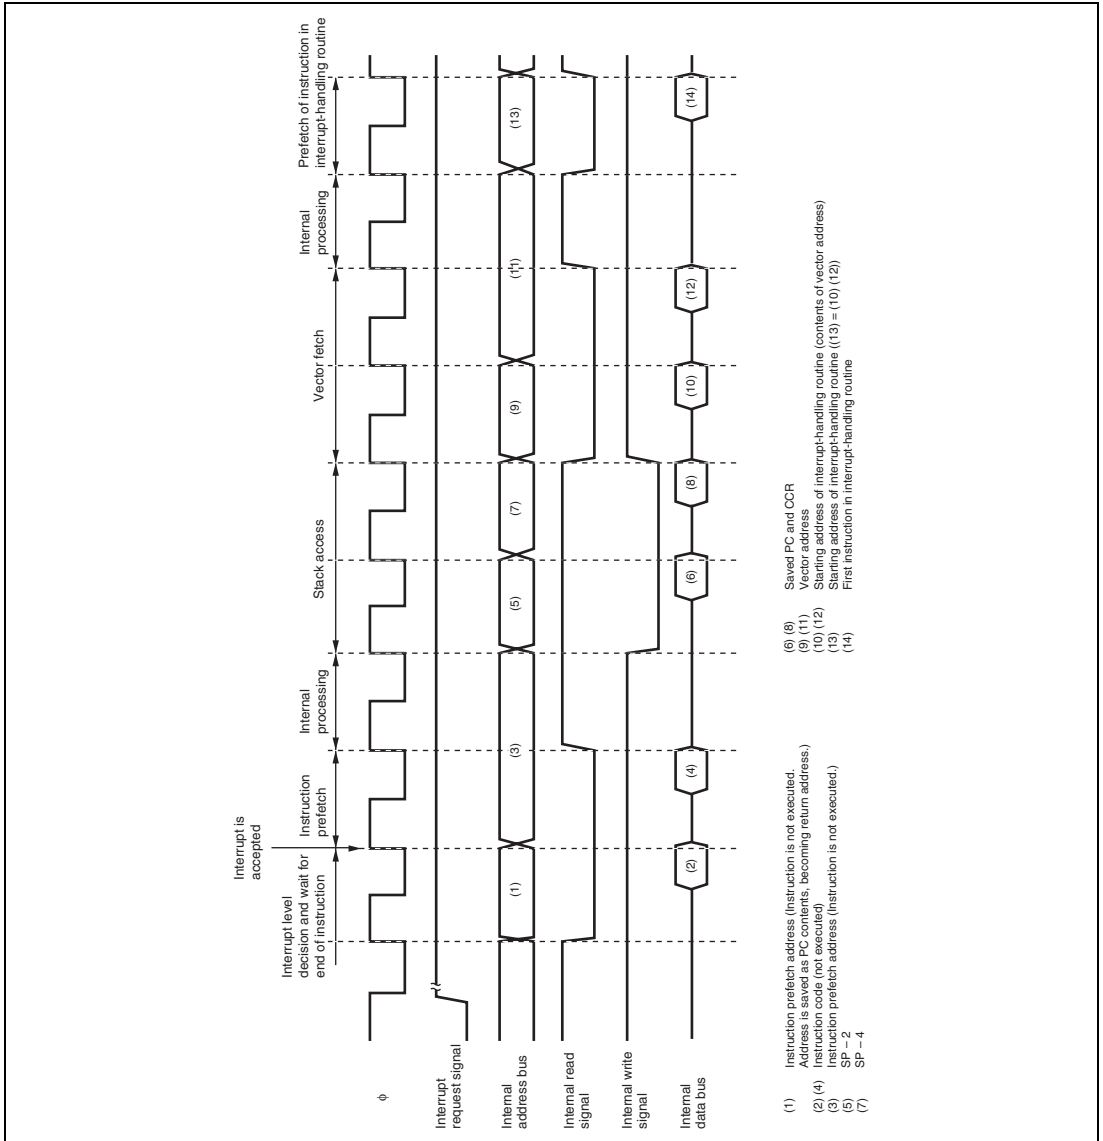 Interrupt is
accepted
Interrupt level
decision and wait for
end of instruction
Instruction
prefetch
Internal
processing
Stack access
Vector fetch
Internal
processing
Prefetch of instruction in
interrupt-handling routine
φ
Interrupt
request signal
Internal
address bus
(1)
(3)
(5)
(7)
(9)
(11)
(13)
Internal read
signal
Internal write
signal
Internal
data bus
(2)
(4)
(6)
(8)
(10)
(12)
(14)
(1) Instruction prefetch address (Instruction is not executed.
Address is saved as PC contents, becoming return address.)
(2) (4) Instruction code (not executed)
(3) Instruction prefetch address (Instruction is not executed.)
(5) SP – 2
(7) SP – 4
(6) (8) Saved PC and CCR
(9) (11) Vector address
(10) (12) Starting address of interrupt-handling routine (contents of vector address)
(13) Starting address of interrupt-handling routine ((13) = (10) (12))
(14) First instruction in interrupt-handling routine